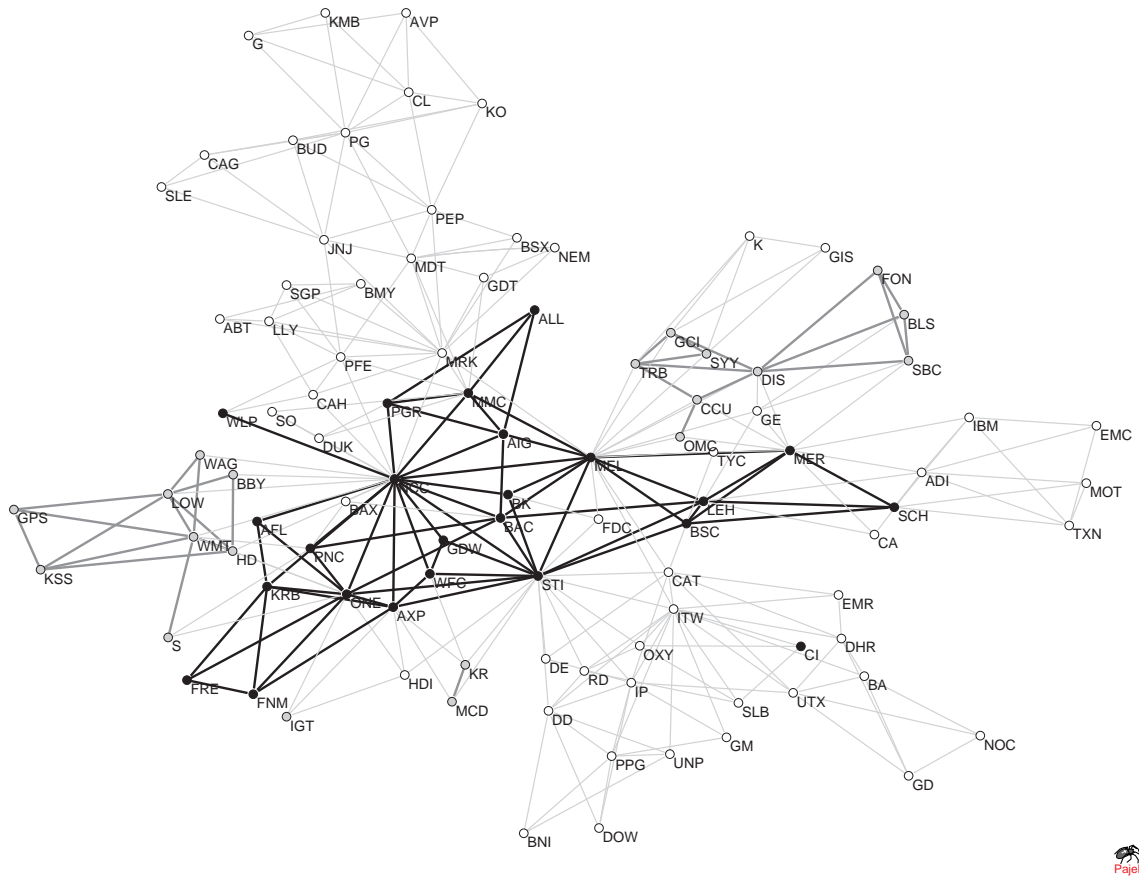 KMB
AVP
G
CL
KO
PG
BUD
CAG
SLE
PEP
JNJ
BSX
NEM
K
GIS
MDT
FON
GDT
SGP
BMY
ALL
BLS
ABT
LLY
GCI
MRK
SYY
SBC
PFE
TRB
DIS
CAH
MMC
CCU
WLP
SO
PGR
GE
IBM
EMC
DUK
AIG
OMC
TYC
MER
WAG
MEL
BBY
ADI
MOT
LOW
BK
GPS
BAX
LEH
SCH
AFL
BAC
FDC
BSC
TXN
WMT
CA
HD
PNC
GDW
KSS
WFC
STI
CAT
KRB
ONE
EMR
AXP
ITW
S
OXY
CI
DHR
DE
KR
RD
HDI
BA
FRE
IP
FNM
UTX
MCD
SLB
IGT
DD
GM
NOC
PPG
UNP
GD
BNI
DOW